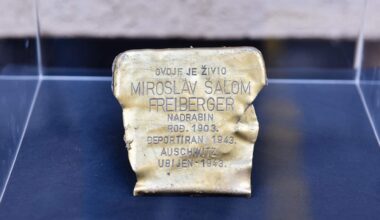 OVDJE JE ŽIVIO
MIROSLAV ŠALOM
FREIBERGER
NADRABIN
ROĐ. 1903.
DEPORTIRAN 1943.
AUSCHWITZ
UBIJEN 1943.